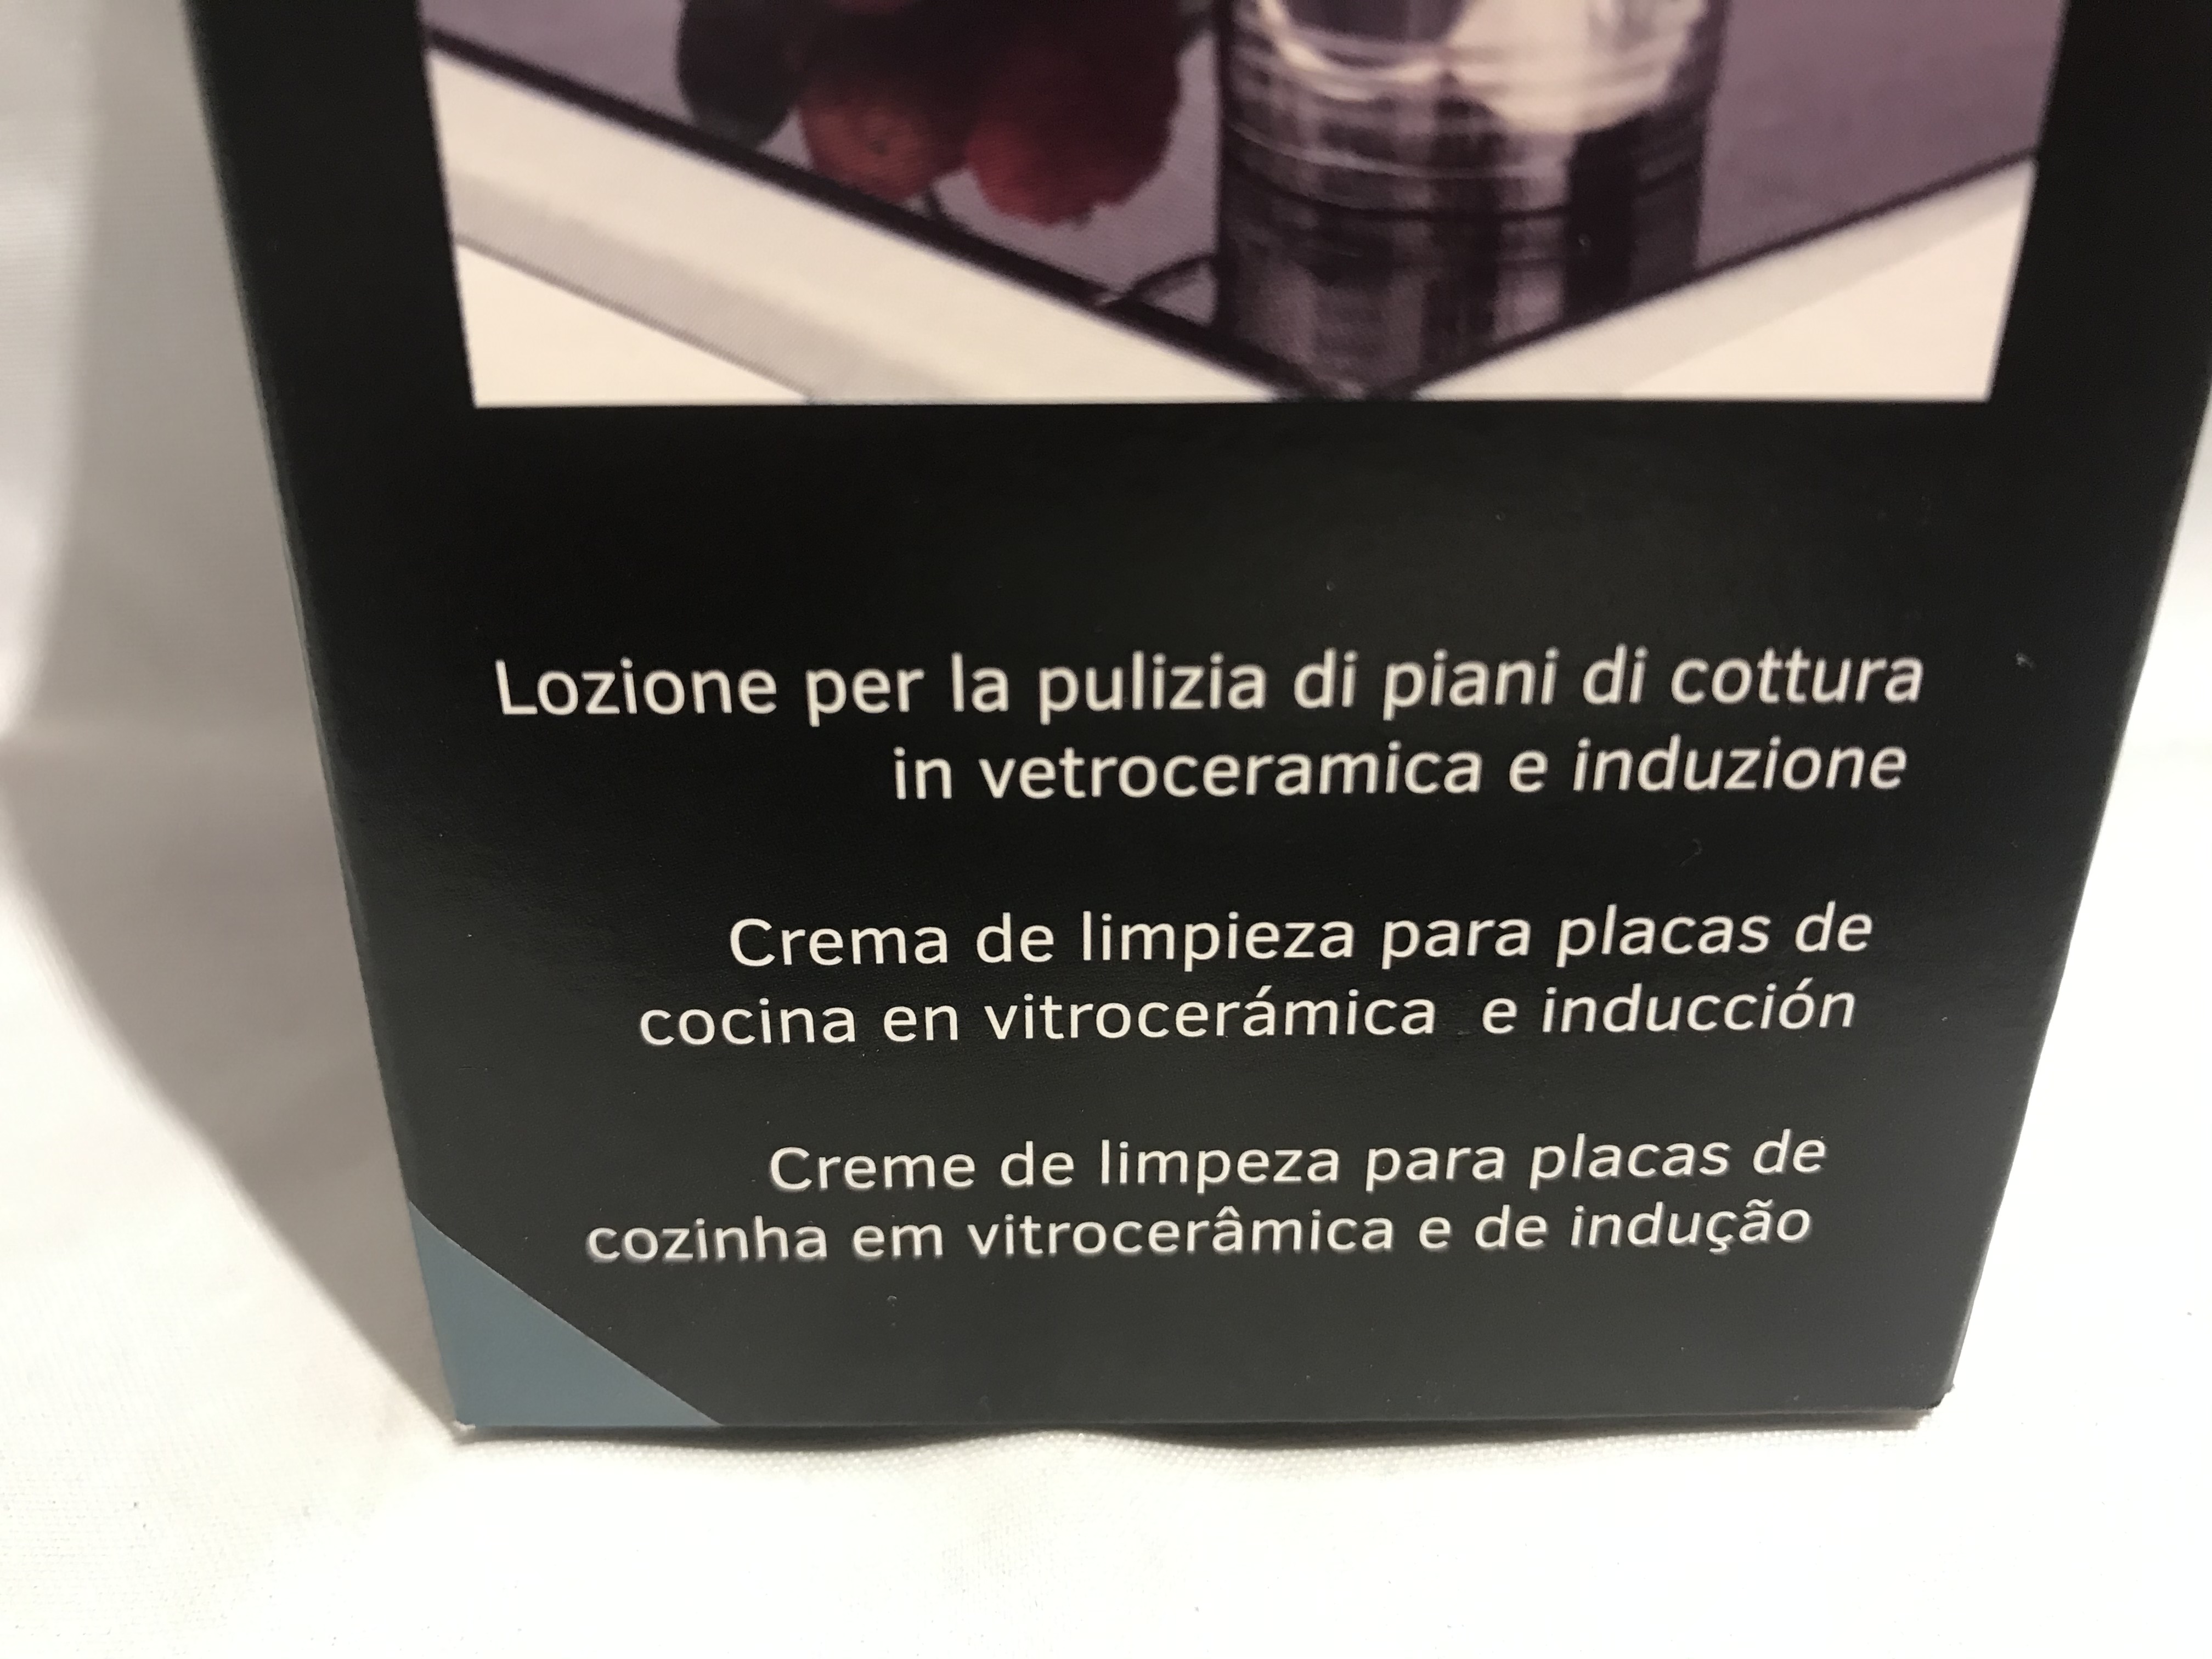 Lozione per la pulizia di piani di cottura
in vetroceramica e induzione
Crema de limpieza para placas de
cocina en vitrocerámica e inducción
Creme de limpeza para placas de
cozinha em vitrocerâmica e de indução